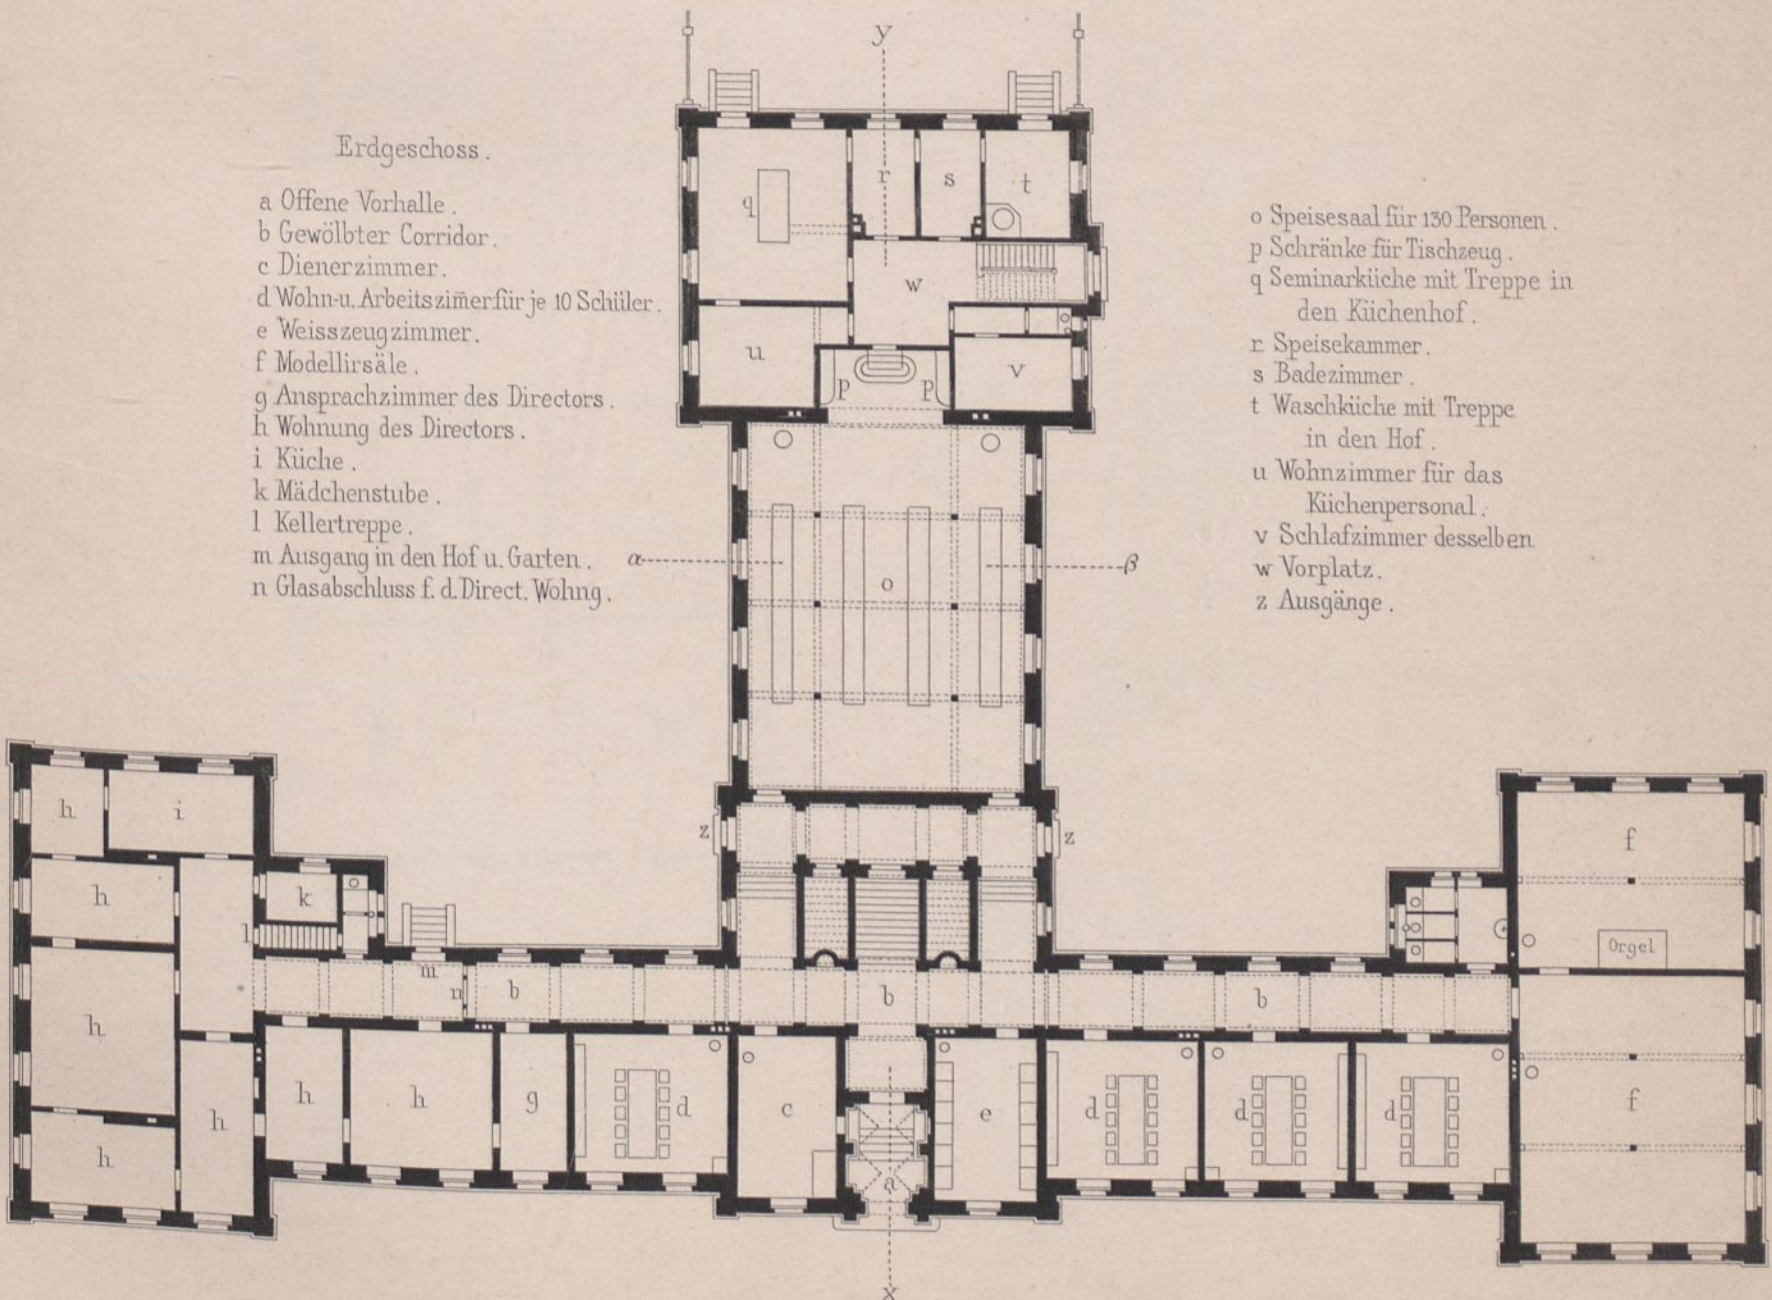 Erdgeschoss.
a Offene Vorhalle.
b Gewölbter Corridor.
c Dienerzimmer.
d Wohn-u. Arbeitszim̄er für je 10 Schüler.
e Weisszeugzimmer.
f Modellirsäle.
g Ansprachzimmer des Directors.
h Wohnung des Directors.
i Küche.
k Mädchenstube.
l Kellertreppe.
m Ausgang in den Hof u. Garten.
n Glasabschluss f. d. Direct. Wohng.
o Speisesaal für 130 Personen.
p Schränke für Tischzeug.
q Seminarküche mit Treppe in
den Küchenhof.
r Speisekammer.
s Badezimmer.
t Waschküche mit Treppe
in den Hof.
u Wohnzimmer für das
Küchenpersonal.
v Schlafzimmer desselben
w Vorplatz.
z Ausgänge.
y
q r s t
w
u p p v
α o β
z z
h i f
h k
l Orgel
m n b b b
h f
h h h g d c e d d d
h a
x